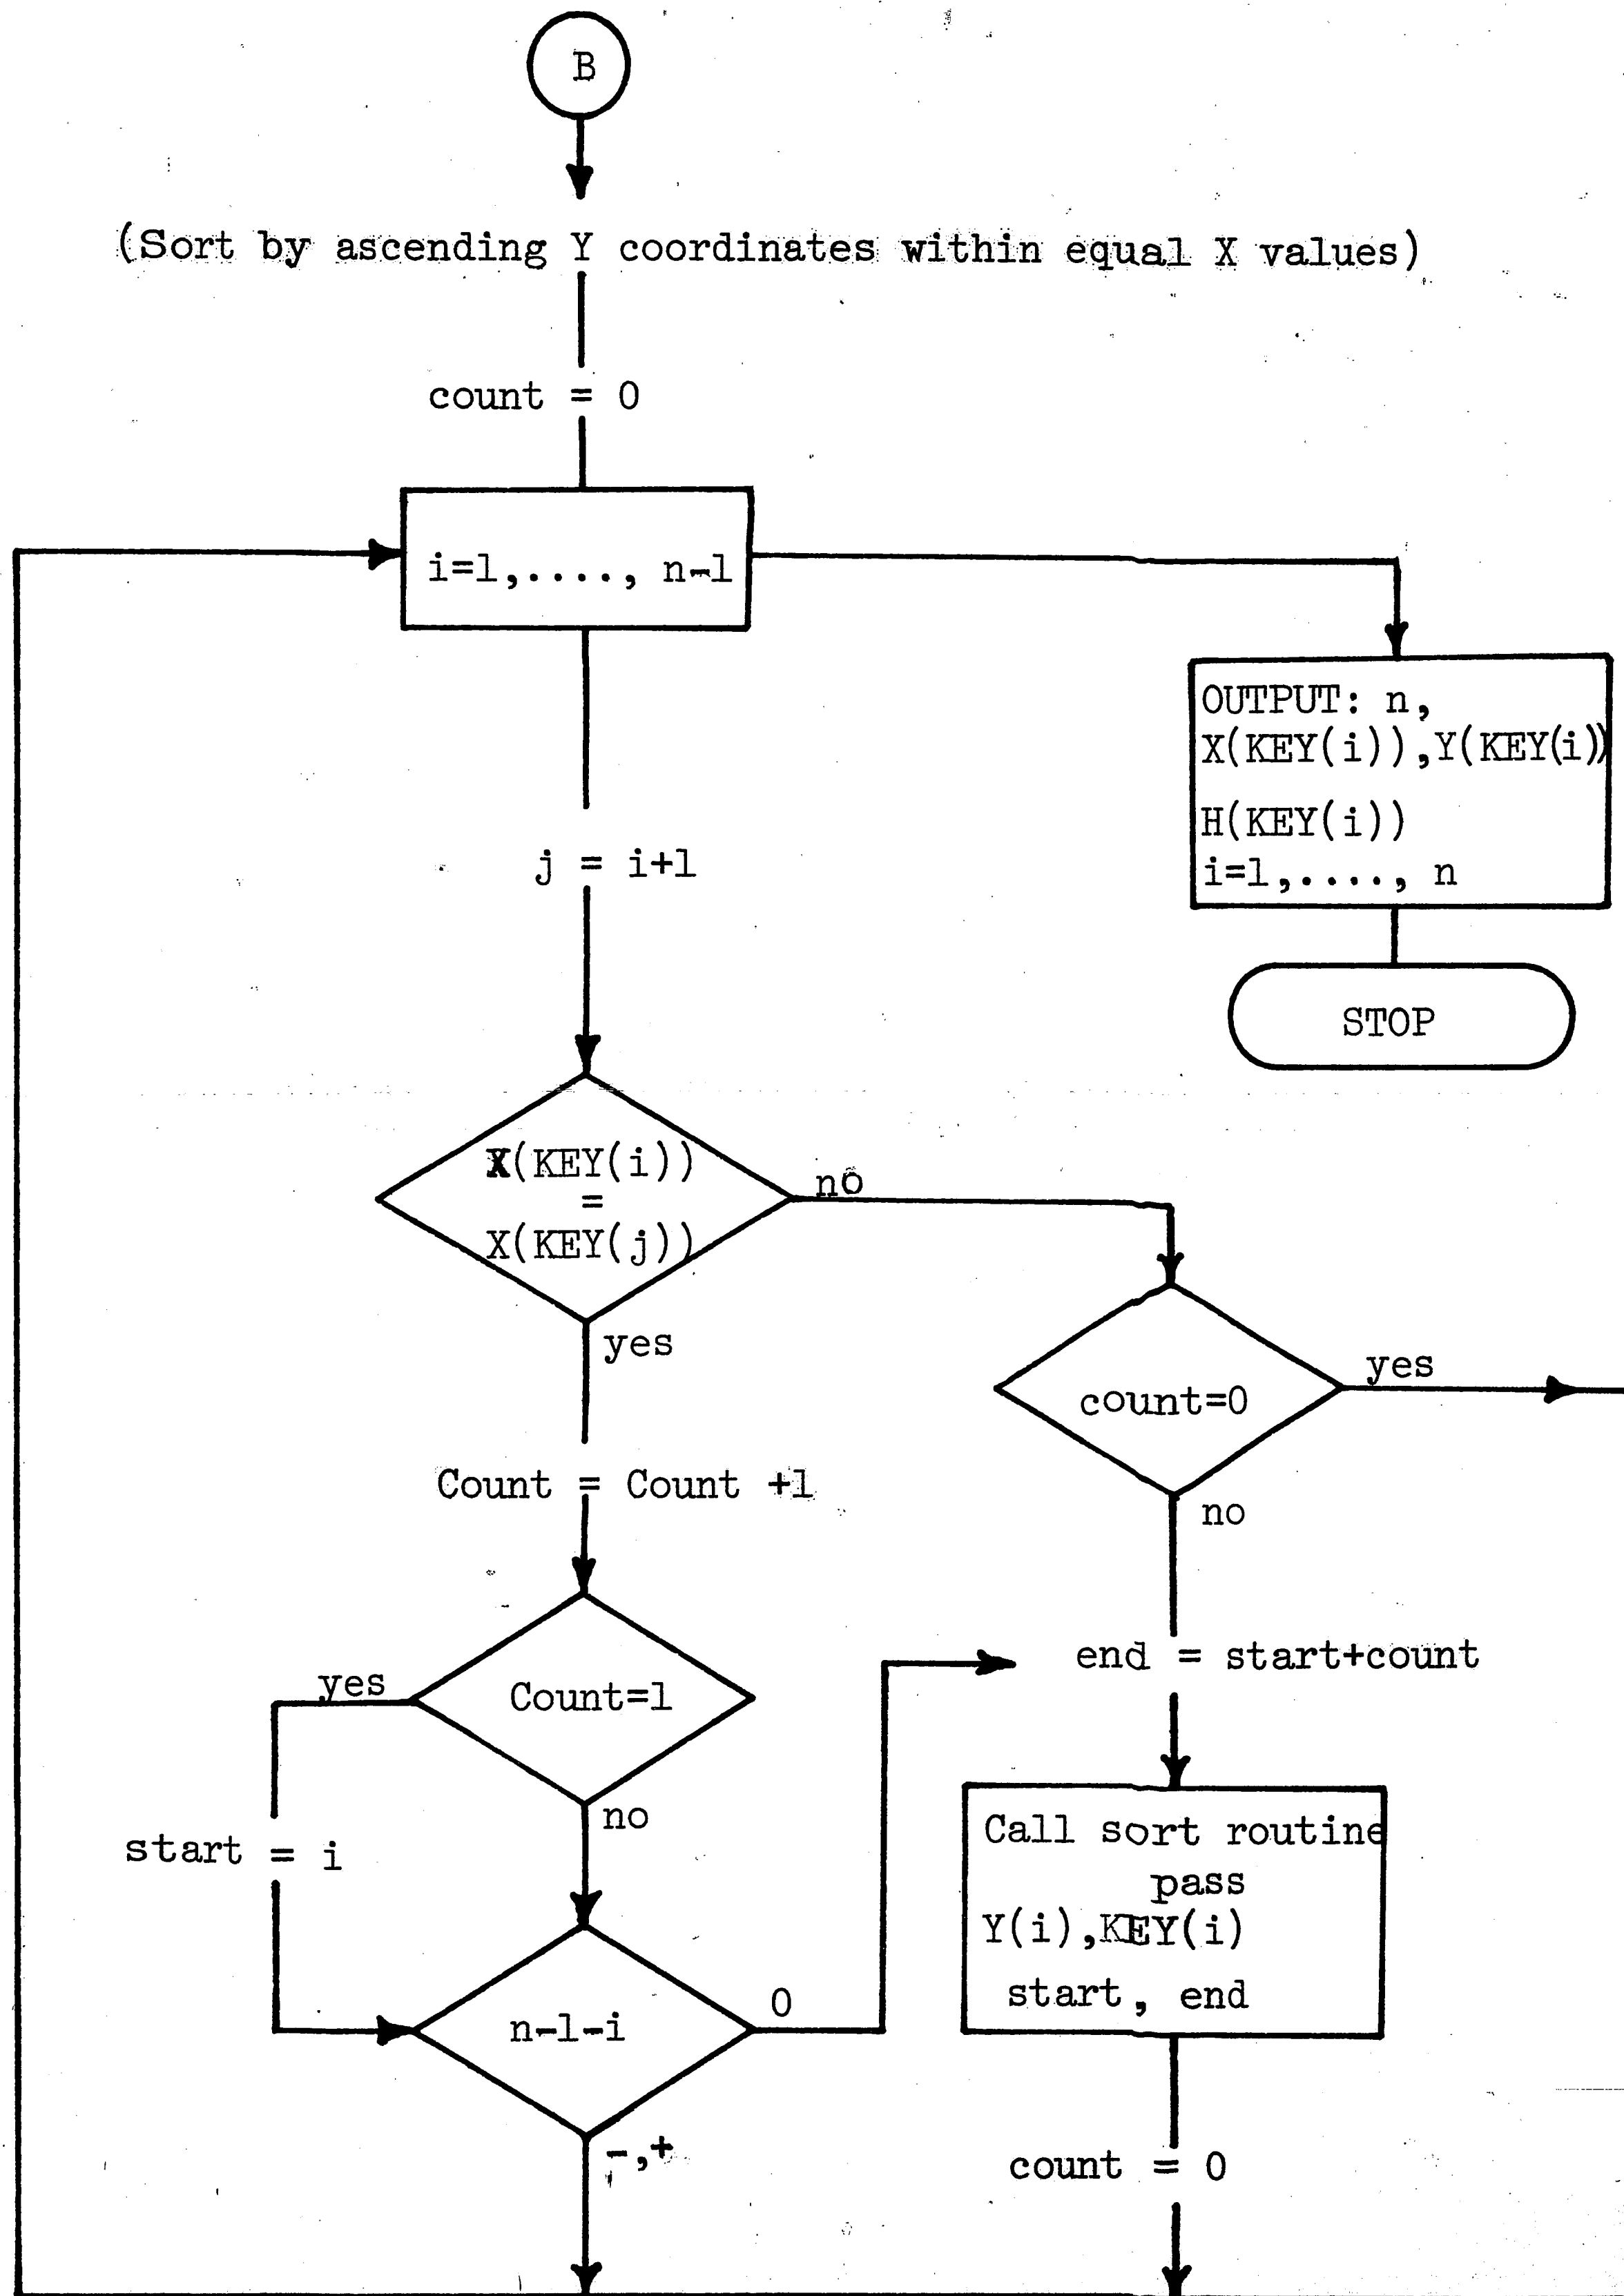 B
(Sort by ascending Y coordinates within equal X values)
count = 0
i=1,...., n-1
OUTPUT: n,
X(KEY(i)),Y(KEY(i))
H(KEY(i))
i=1,...., n
STOP
j = i+1
X(KEY(i))
=
X(KEY(j))
no
yes
count=0
yes
no
Count = Count +1
Count=1
yes
no
start = i
end = start+count
Call sort routine
pass
Y(i),KEY(i)
start, end
n-1-i
0
-,+
count = 0